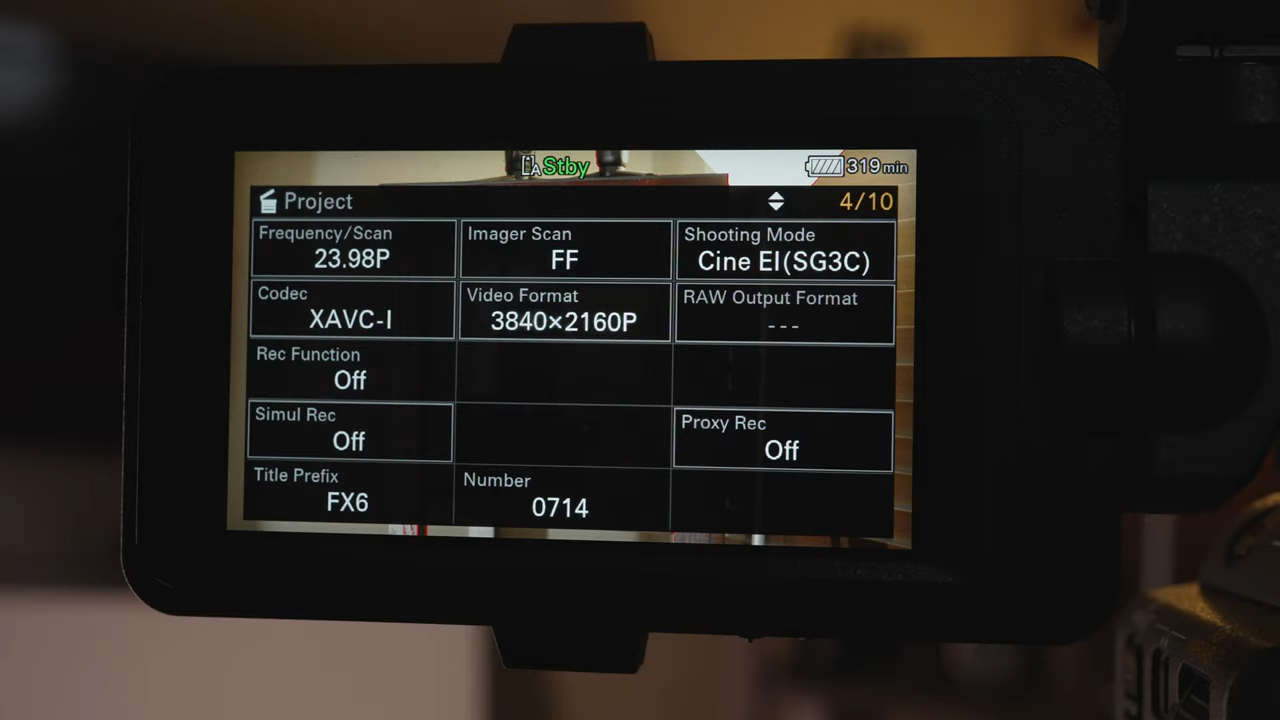 A Stby 319 min
Project 4/10
Frequency/Scan Imager Scan Shooting Mode
23.98P FF Cine EI(SG3C)
Codec Video Format RAW Output Format
XAVC-I 3840×2160P ---
Rec Function
Off
Simul Rec Proxy Rec
Off Off
Title Prefix Number
FX6 0714